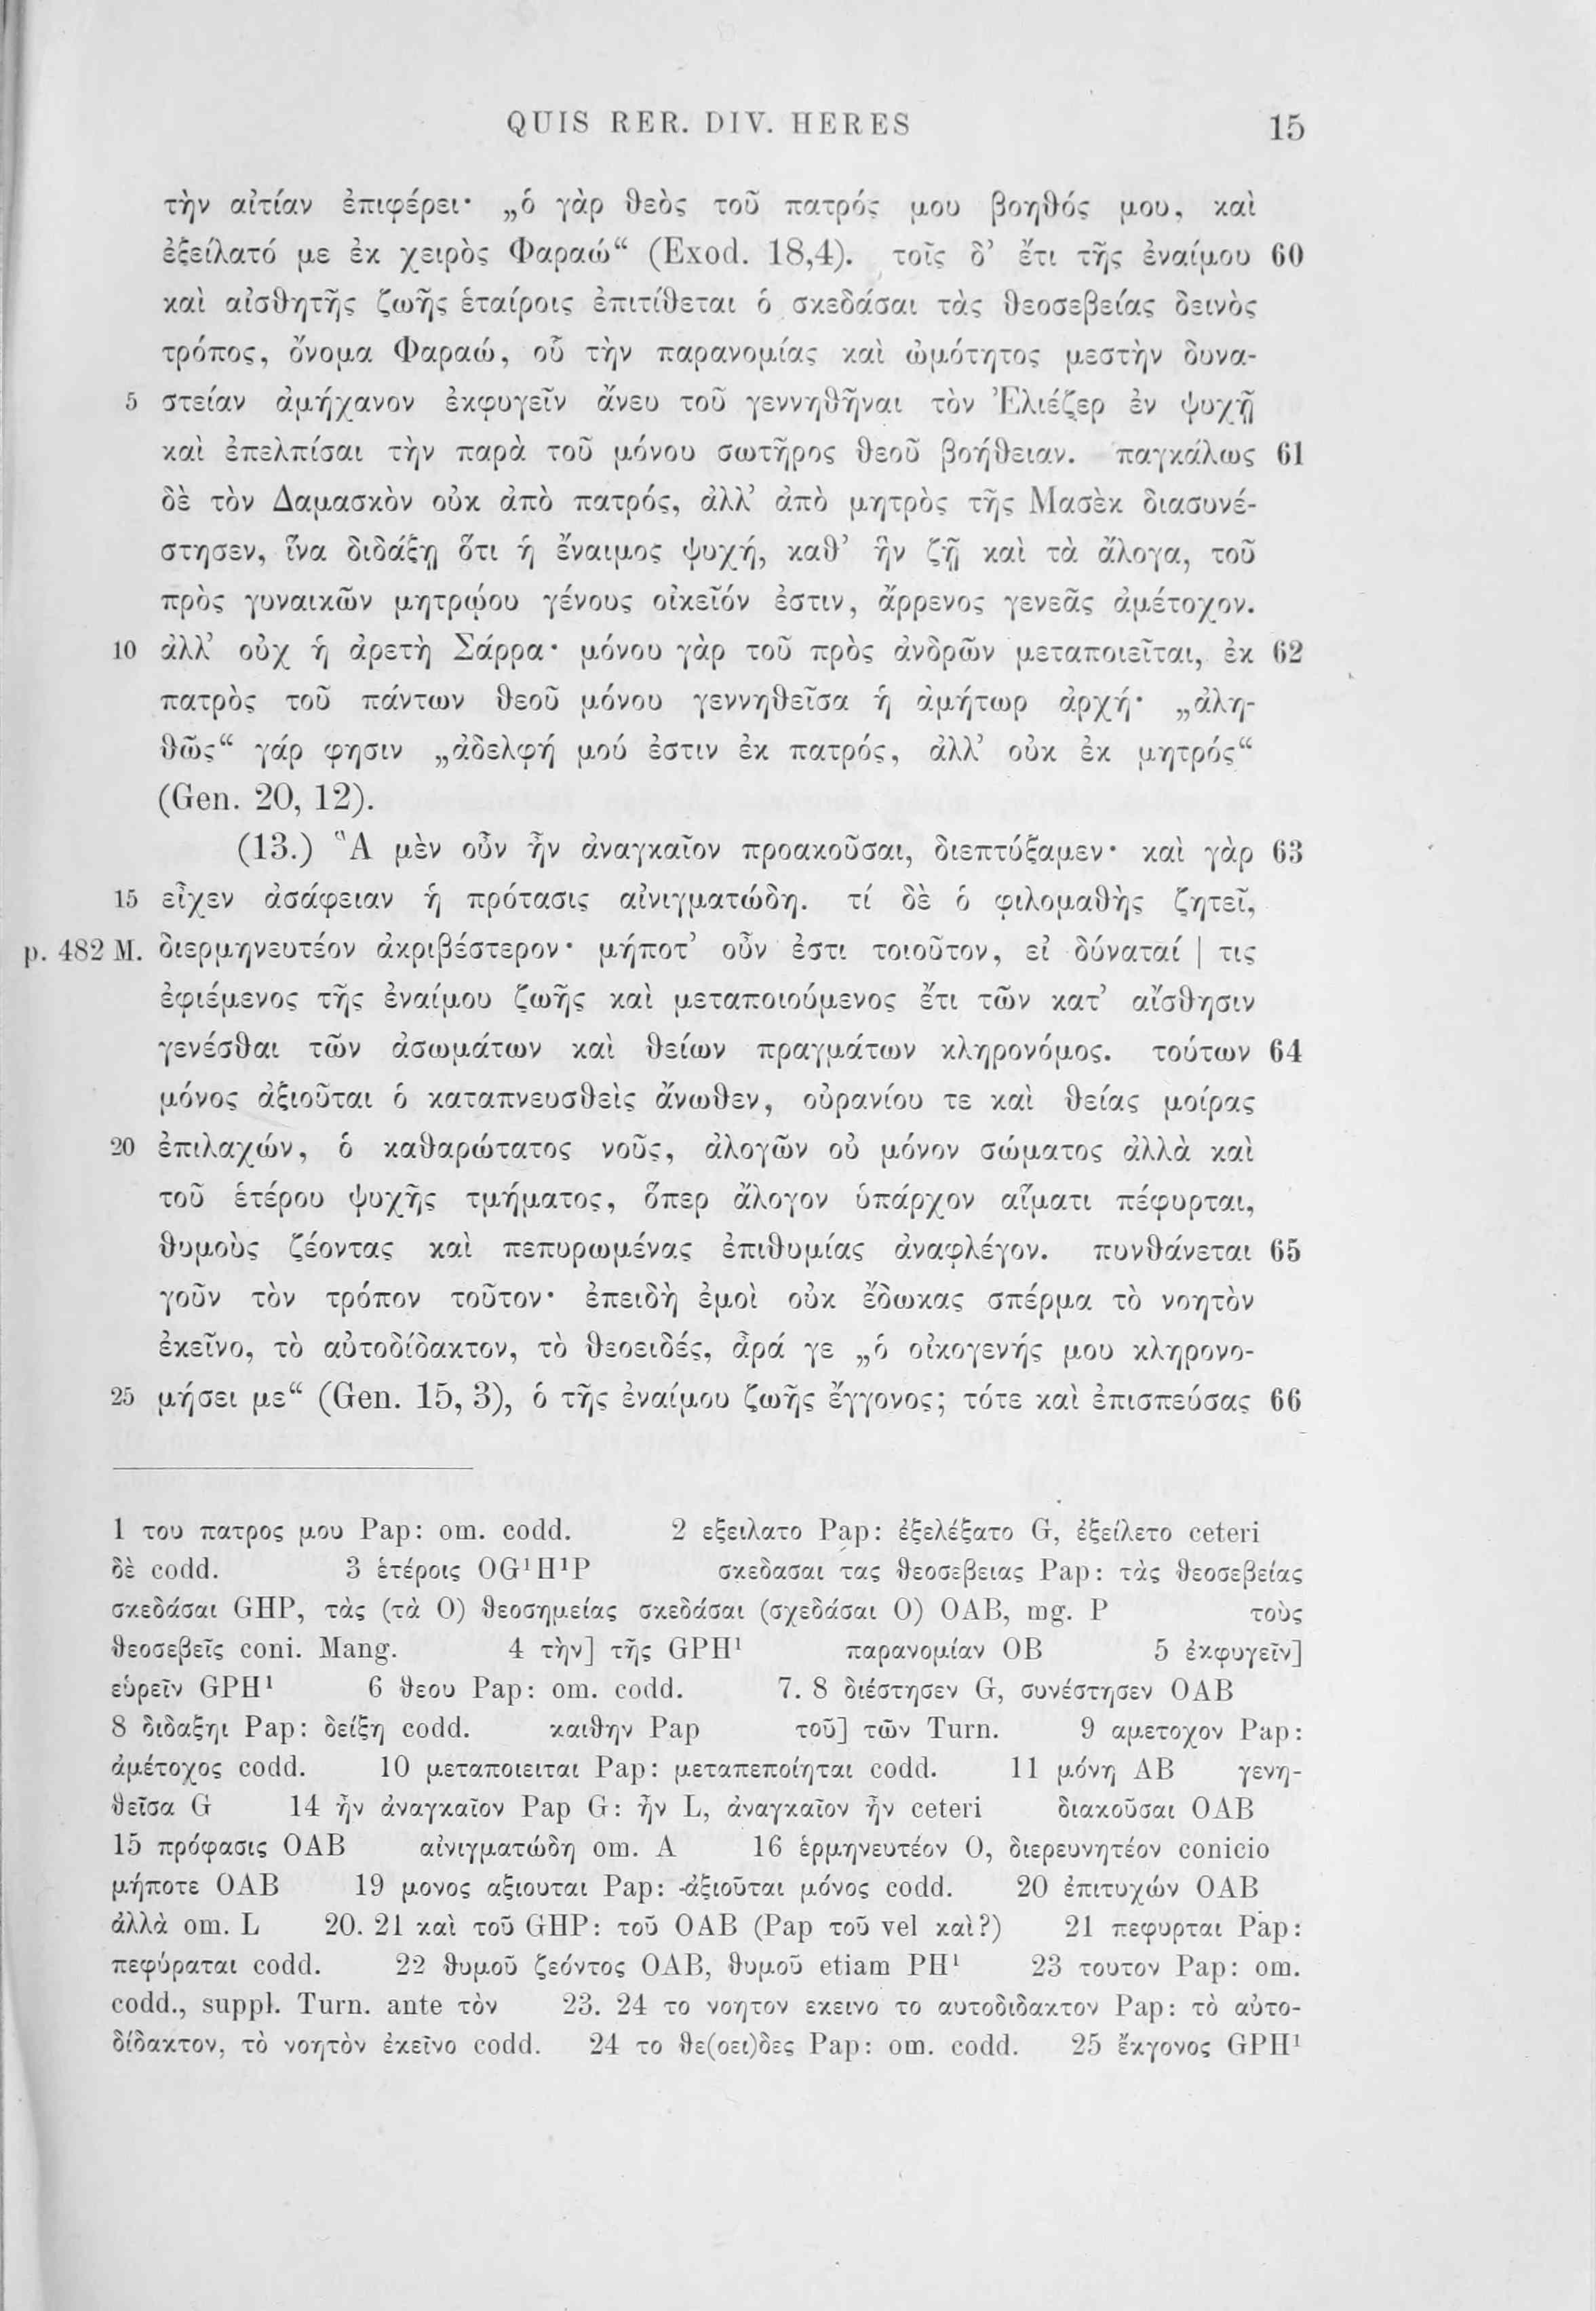 QUIS RER. DIV. HERES 15
τὴν αἰτίαν ἐπιφέρει· „ὁ γὰρ θεὸς τοῦ πατρός μου βοηθός μου, καὶ
ἐξείλατό με ἐκ χειρὸς Φαραώ“ (Exod. 18,4). τοῖς δ’ ἔτι τῆς ἐναίμου 60
καὶ αἰσθητῆς ζωῆς ἑταίροις ἐπιτίθεται ὁ σκεδάσαι τὰς θεοσεβείας δεινὸς
τρόπος, ὄνομα Φαραώ, οὗ τὴν παρανομίας καὶ ὠμότητος μεστὴν δυνα-
5 στείαν ἀμήχανον ἐκφυγεῖν ἄνευ τοῦ γεννηθῆναι τὸν Ἐλιέζερ ἐν ψυχῇ
καὶ ἐπελπίσαι τὴν παρὰ τοῦ μόνου σωτῆρος θεοῦ βοήθειαν. παγκάλως 61
δὲ τὸν Δαμασκὸν οὐκ ἀπὸ πατρός, ἀλλ’ ἀπὸ μητρὸς τῆς Μασὲκ διασυνέ-
στησεν, ἵνα διδάξῃ ὅτι ἡ ἔναιμος ψυχή, καθ’ ἣν ζῇ καὶ τὰ ἄλογα, τοῦ
πρὸς γυναικῶν μητρῴου γένους οἰκεῖόν ἐστιν, ἄρρενος γενεᾶς ἀμέτοχον.
10 ἀλλ’ οὐχ ἡ ἀρετὴ Σάρρα· μόνου γὰρ τοῦ πρὸς ἀνδρῶν μεταποιεῖται, ἐκ 62
πατρὸς τοῦ πάντων θεοῦ μόνου γεννηθεῖσα ἡ ἀμήτωρ ἀρχή· „ἀλη-
θῶς“ γάρ φησιν „ἀδελφή μού ἐστιν ἐκ πατρός, ἀλλ’ οὐκ ἐκ μητρός“
(Gen. 20, 12).
(13.) Ἃ μὲν οὖν ἦν ἀναγκαῖον προακοῦσαι, διεπτύξαμεν· καὶ γὰρ 63
15 εἶχεν ἀσάφειαν ἡ πρότασις αἰνιγματώδη. τί δὲ ὁ φιλομαθὴς ζητεῖ,
p. 482 M. διερμηνευτέον ἀκριβέστερον· μήποτ’ οὖν ἐστι τοιοῦτον, εἰ δύναταί | τις
ἐφιέμενος τῆς ἐναίμου ζωῆς καὶ μεταποιούμενος ἔτι τῶν κατ’ αἴσθησιν
γενέσθαι τῶν ἀσωμάτων καὶ θείων πραγμάτων κληρονόμος. τούτων 64
μόνος ἀξιοῦται ὁ καταπνευσθεὶς ἄνωθεν, οὐρανίου τε καὶ θείας μοίρας
20 ἐπιλαχών, ὁ καθαρώτατος νοῦς, ἀλογῶν οὐ μόνον σώματος ἀλλὰ καὶ
τοῦ ἑτέρου ψυχῆς τμήματος, ὅπερ ἄλογον ὑπάρχον αἵματι πέφυρται,
θυμοὺς ζέοντας καὶ πεπυρωμένας ἐπιθυμίας ἀναφλέγον. πυνθάνεται 65
γοῦν τὸν τρόπον τοῦτον· ἐπειδὴ ἐμοὶ οὐκ ἔδωκας σπέρμα τὸ νοητὸν
ἐκεῖνο, τὸ αὐτοδίδακτον, τὸ θεοειδές, ἆρά γε „ὁ οἰκογενής μου κληρονο-
25 μήσει με“ (Gen. 15, 3), ὁ τῆς ἐναίμου ζωῆς ἔγγονος; τότε καὶ ἐπισπεύσας 66
1 του πατρος μου Pap: om. codd. 2 εξειλατο Pap: ἐξελέξατο G, ἐξείλετο ceteri
δὲ codd. 3 ἑτέροις OG¹H¹P σκεδασαι τας θεοσεβειας Pap: τὰς θεοσεβείας
σκεδάσαι GHP, τὰς (τὰ O) θεοσημείας σκεδάσαι (σχεδάσαι O) OAB, mg. P τοὺς
θεοσεβεῖς coni. Mang. 4 τὴν] τῆς GPH¹ παρανομίαν OB 5 ἐκφυγεῖν]
εὑρεῖν GPH¹ 6 θεου Pap: om. codd. 7. 8 διέστησεν G, συνέστησεν OAB
8 διδαξηι Pap: δείξῃ codd. καιθην Pap τοῦ] τῶν Turn. 9 αμετοχον Pap:
ἀμέτοχος codd. 10 μεταποιειται Pap: μεταπεποίηται codd. 11 μόνη AB γενη-
θεῖσα G 14 ἦν ἀναγκαῖον Pap G: ἦν L, ἀναγκαῖον ἦν ceteri διακοῦσαι OAB
15 πρόφασις OAB αἰνιγματώδη om. A 16 ἑρμηνευτέον O, διερευνητέον conicio
μήποτε OAB 19 μονος αξιουται Pap: ἀξιοῦται μόνος codd. 20 ἐπιτυχών OAB
ἀλλὰ om. L 20. 21 καὶ τοῦ GHP: τοῦ OAB (Pap τοῦ vel καὶ?) 21 πεφυρται Pap:
πεφύραται codd. 22 θυμοῦ ζεόντος OAB, θυμοῦ etiam PH¹ 23 τουτον Pap: om.
codd., suppl. Turn. ante τὸν 23. 24 το νοητον εκεινο το αυτοδιδακτον Pap: τὸ αὐτο-
δίδακτον, τὸ νοητὸν ἐκεῖνο codd. 24 το θε(οει)δες Pap: om. codd. 25 ἔκγονος GPH¹